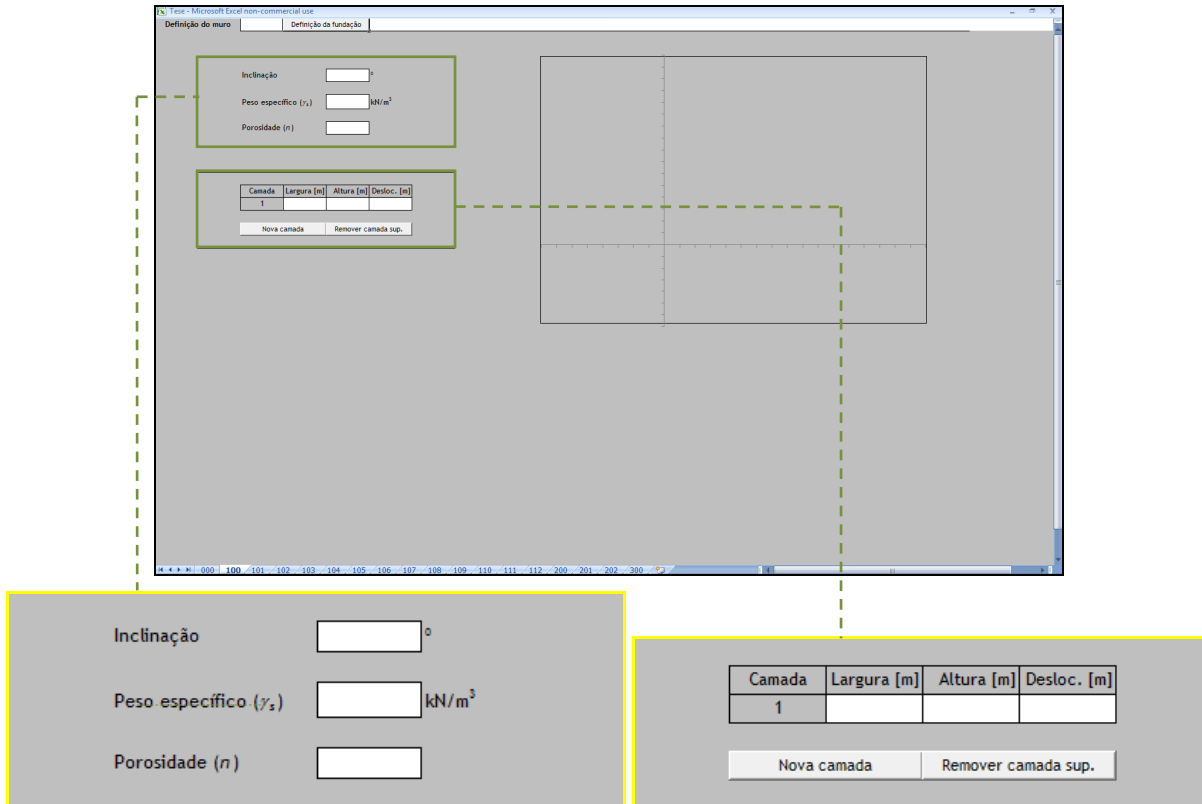 Tese - Microsoft Excel non-commercial use
Definição do muro Definição da fundação
Inclinação º
Peso específico (γs) kN/m³
Porosidade (n)
Camada Largura [m] Altura [m] Desloc. [m]
1
Nova camada Remover camada sup.
000 100 101 102 103 104 105 106 107 108 109 110 111 112 200 201 202 300
Inclinação º
Peso específico (γs) kN/m³
Porosidade (n)
Camada Largura [m] Altura [m] Desloc. [m]
1
Nova camada Remover camada sup.